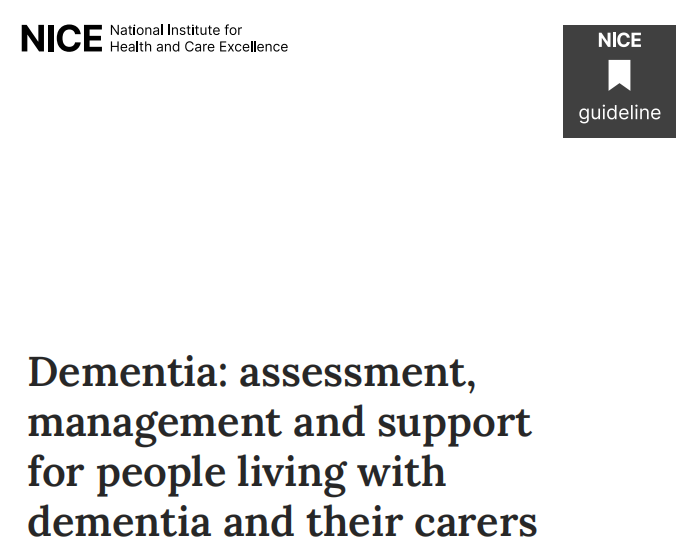 NICE National Institute for
Health and Care Excellence
NICE
guideline
Dementia: assessment,
management and support
for people living with
dementia and their carers